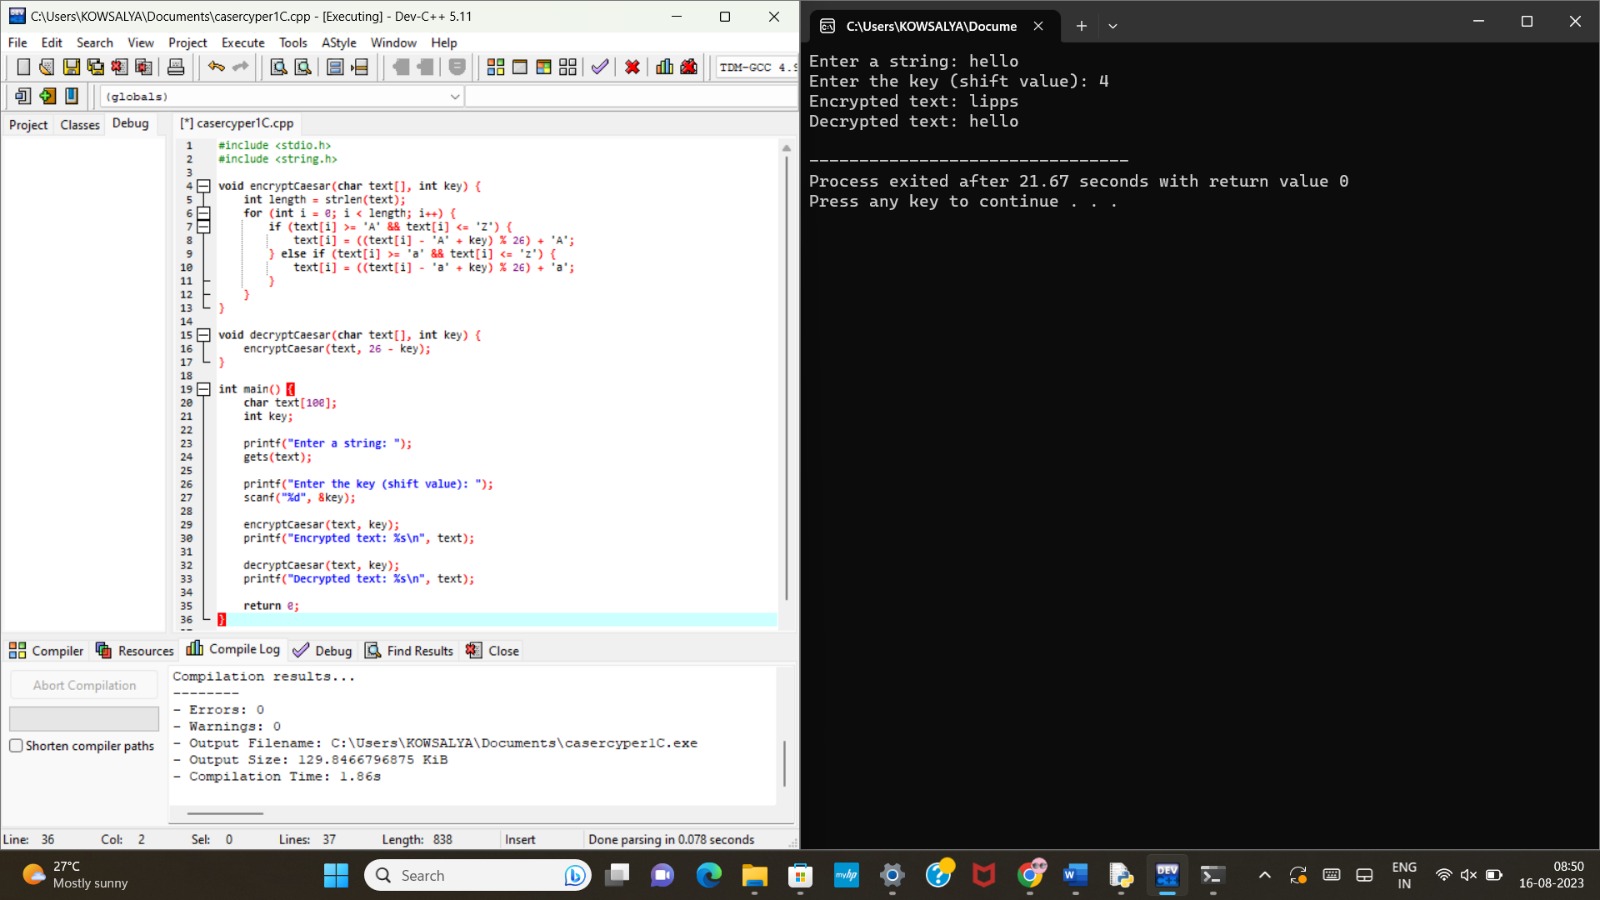 C:\Users\KOWSALYA\Documents\casercyper1C.cpp - [Executing] - Dev-C++ 5.11
File Edit Search View Project Execute Tools AStyle Window Help
TDM-GCC 4.9
(globals)
Project Classes Debug
[*] casercyper1C.cpp
1 #include <stdio.h>
2 #include <string.h>
3
4 void encryptCaesar(char text[], int key) {
5     int length = strlen(text);
6     for (int i = 0; i < length; i++) {
7         if (text[i] >= 'A' && text[i] <= 'Z') {
8             text[i] = ((text[i] - 'A' + key) % 26) + 'A';
9         } else if (text[i] >= 'a' && text[i] <= 'z') {
10             text[i] = ((text[i] - 'a' + key) % 26) + 'a';
11         }
12     }
13 }
14
15 void decryptCaesar(char text[], int key) {
16     encryptCaesar(text, 26 - key);
17 }
18
19 int main() {
20     char text[100];
21     int key;
22
23     printf("Enter a string: ");
24     gets(text);
25
26     printf("Enter the key (shift value): ");
27     scanf("%d", &key);
28
29     encryptCaesar(text, key);
30     printf("Encrypted text: %s\n", text);
31
32     decryptCaesar(text, key);
33     printf("Decrypted text: %s\n", text);
34
35     return 0;
36 }
Compiler Resources Compile Log Debug Find Results Close
Abort Compilation
Shorten compiler paths
Compilation results...
--------
- Errors: 0
- Warnings: 0
- Output Filename: C:\Users\KOWSALYA\Documents\casercyper1C.exe
- Output Size: 129.8466796875 KiB
- Compilation Time: 1.86s
Line: 36 Col: 2 Sel: 0 Lines: 37 Length: 838 Insert Done parsing in 0.078 seconds
C:\Users\KOWSALYA\Docume
Enter a string: hello
Enter the key (shift value): 4
Encrypted text: lipps
Decrypted text: hello
--------------------------------
Process exited after 21.67 seconds with return value 0
Press any key to continue . . .
27°C
Mostly sunny
Search
myhp
DEV
ENG
IN
08:50
16-08-2023